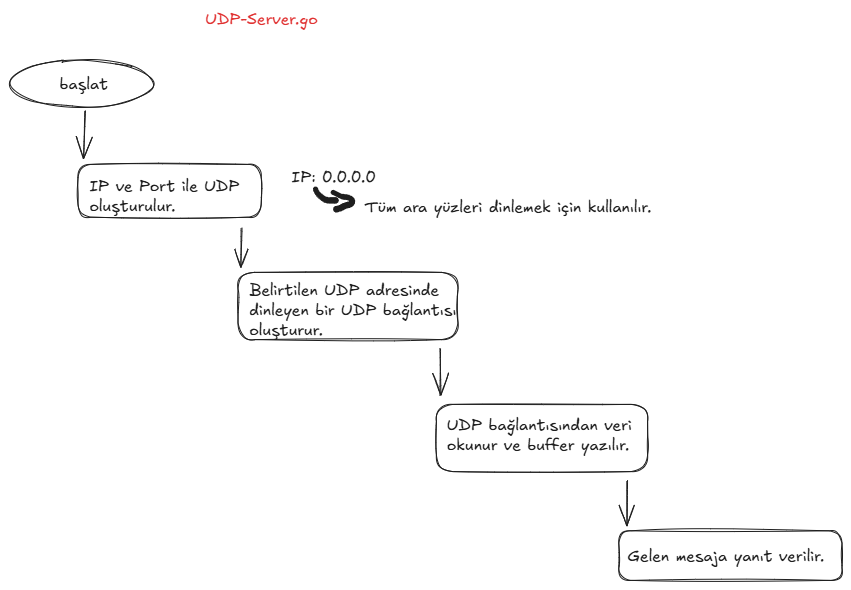 UDP-Server.go
başlat
IP ve Port ile UDP
oluşturulur.
IP: 0.0.0.0
Tüm ara yüzleri dinlemek için kullanılır.
Belirtilen UDP adresinde
dinleyen bir UDP bağlantısı
oluşturur.
UDP bağlantısından veri
okunur ve buffer yazılır.
Gelen mesaja yanıt verilir.